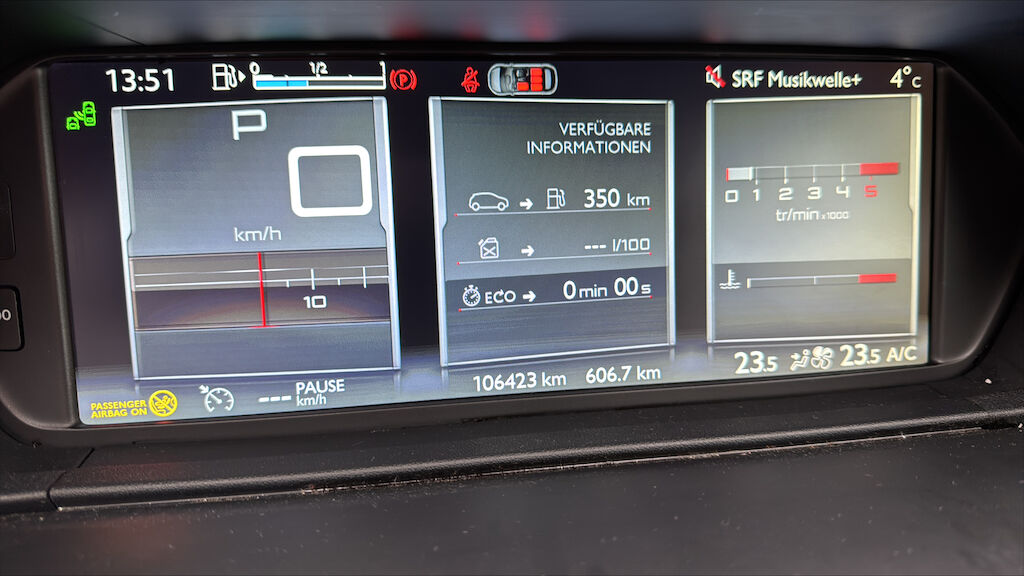 13:51
0 1/2 1
P
SRF Musikwelle+
4°C
P
0
km/h
10
VERFÜGBARE
INFORMATIONEN
350 km
--- l/100
ECO 0 min 00 s
0 1 2 3 4 5
tr/min x1000
PASSENGER
AIRBAG ON
--- PAUSE
km/h
106423 km 606.7 km
23.5 23.5 A/C